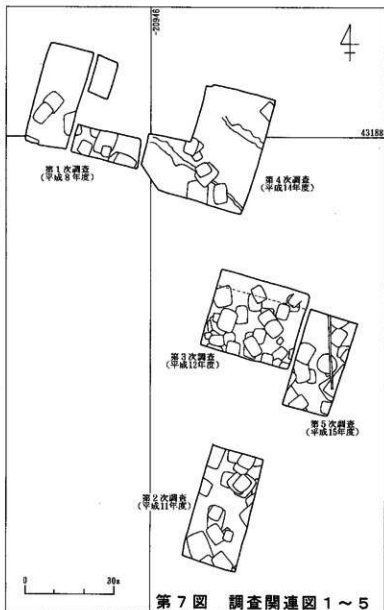 -20946
43188
第1次調査
(平成8年度)
第4次調査
(平成14年度)
第3次調査
(平成12年度)
第5次調査
(平成15年度)
第2次調査
(平成11年度)
0 30m
第7図 調査関連図1～5